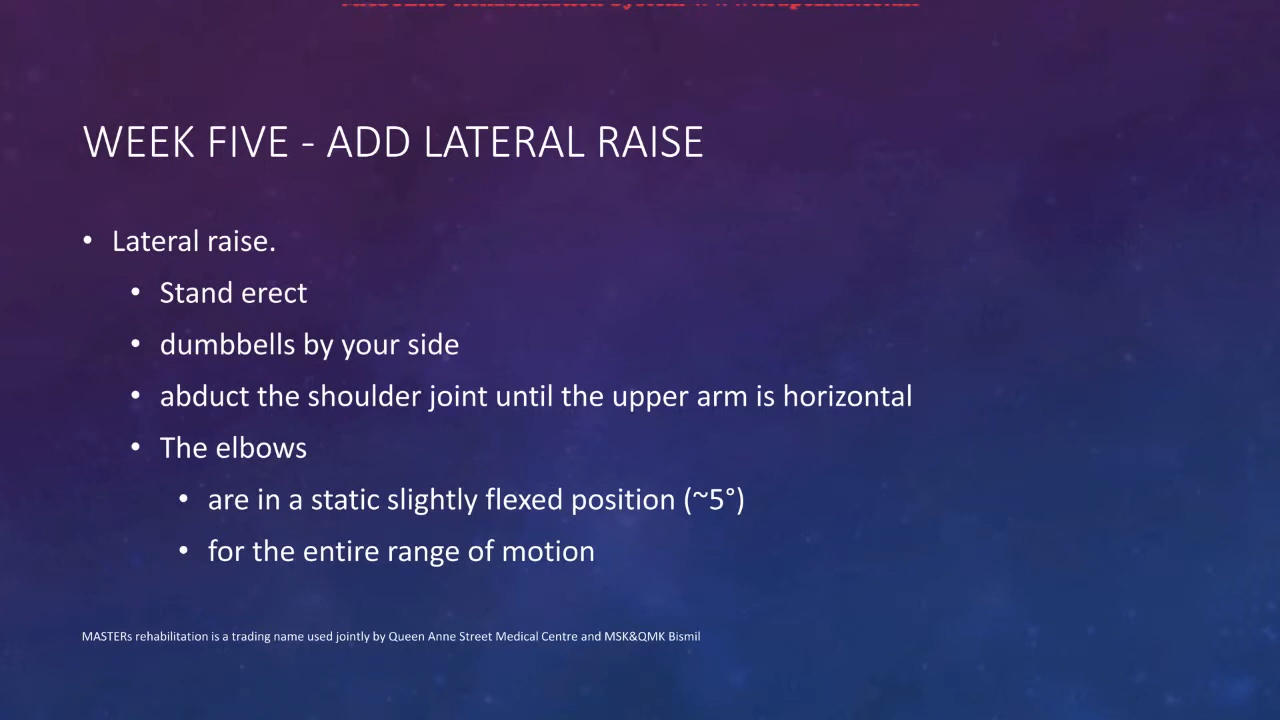 WEEK FIVE - ADD LATERAL RAISE
• Lateral raise.
• Stand erect
• dumbbells by your side
• abduct the shoulder joint until the upper arm is horizontal
• The elbows
• are in a static slightly flexed position (~5°)
• for the entire range of motion
MASTERs rehabilitation is a trading name used jointly by Queen Anne Street Medical Centre and MSK&QMK Bismil